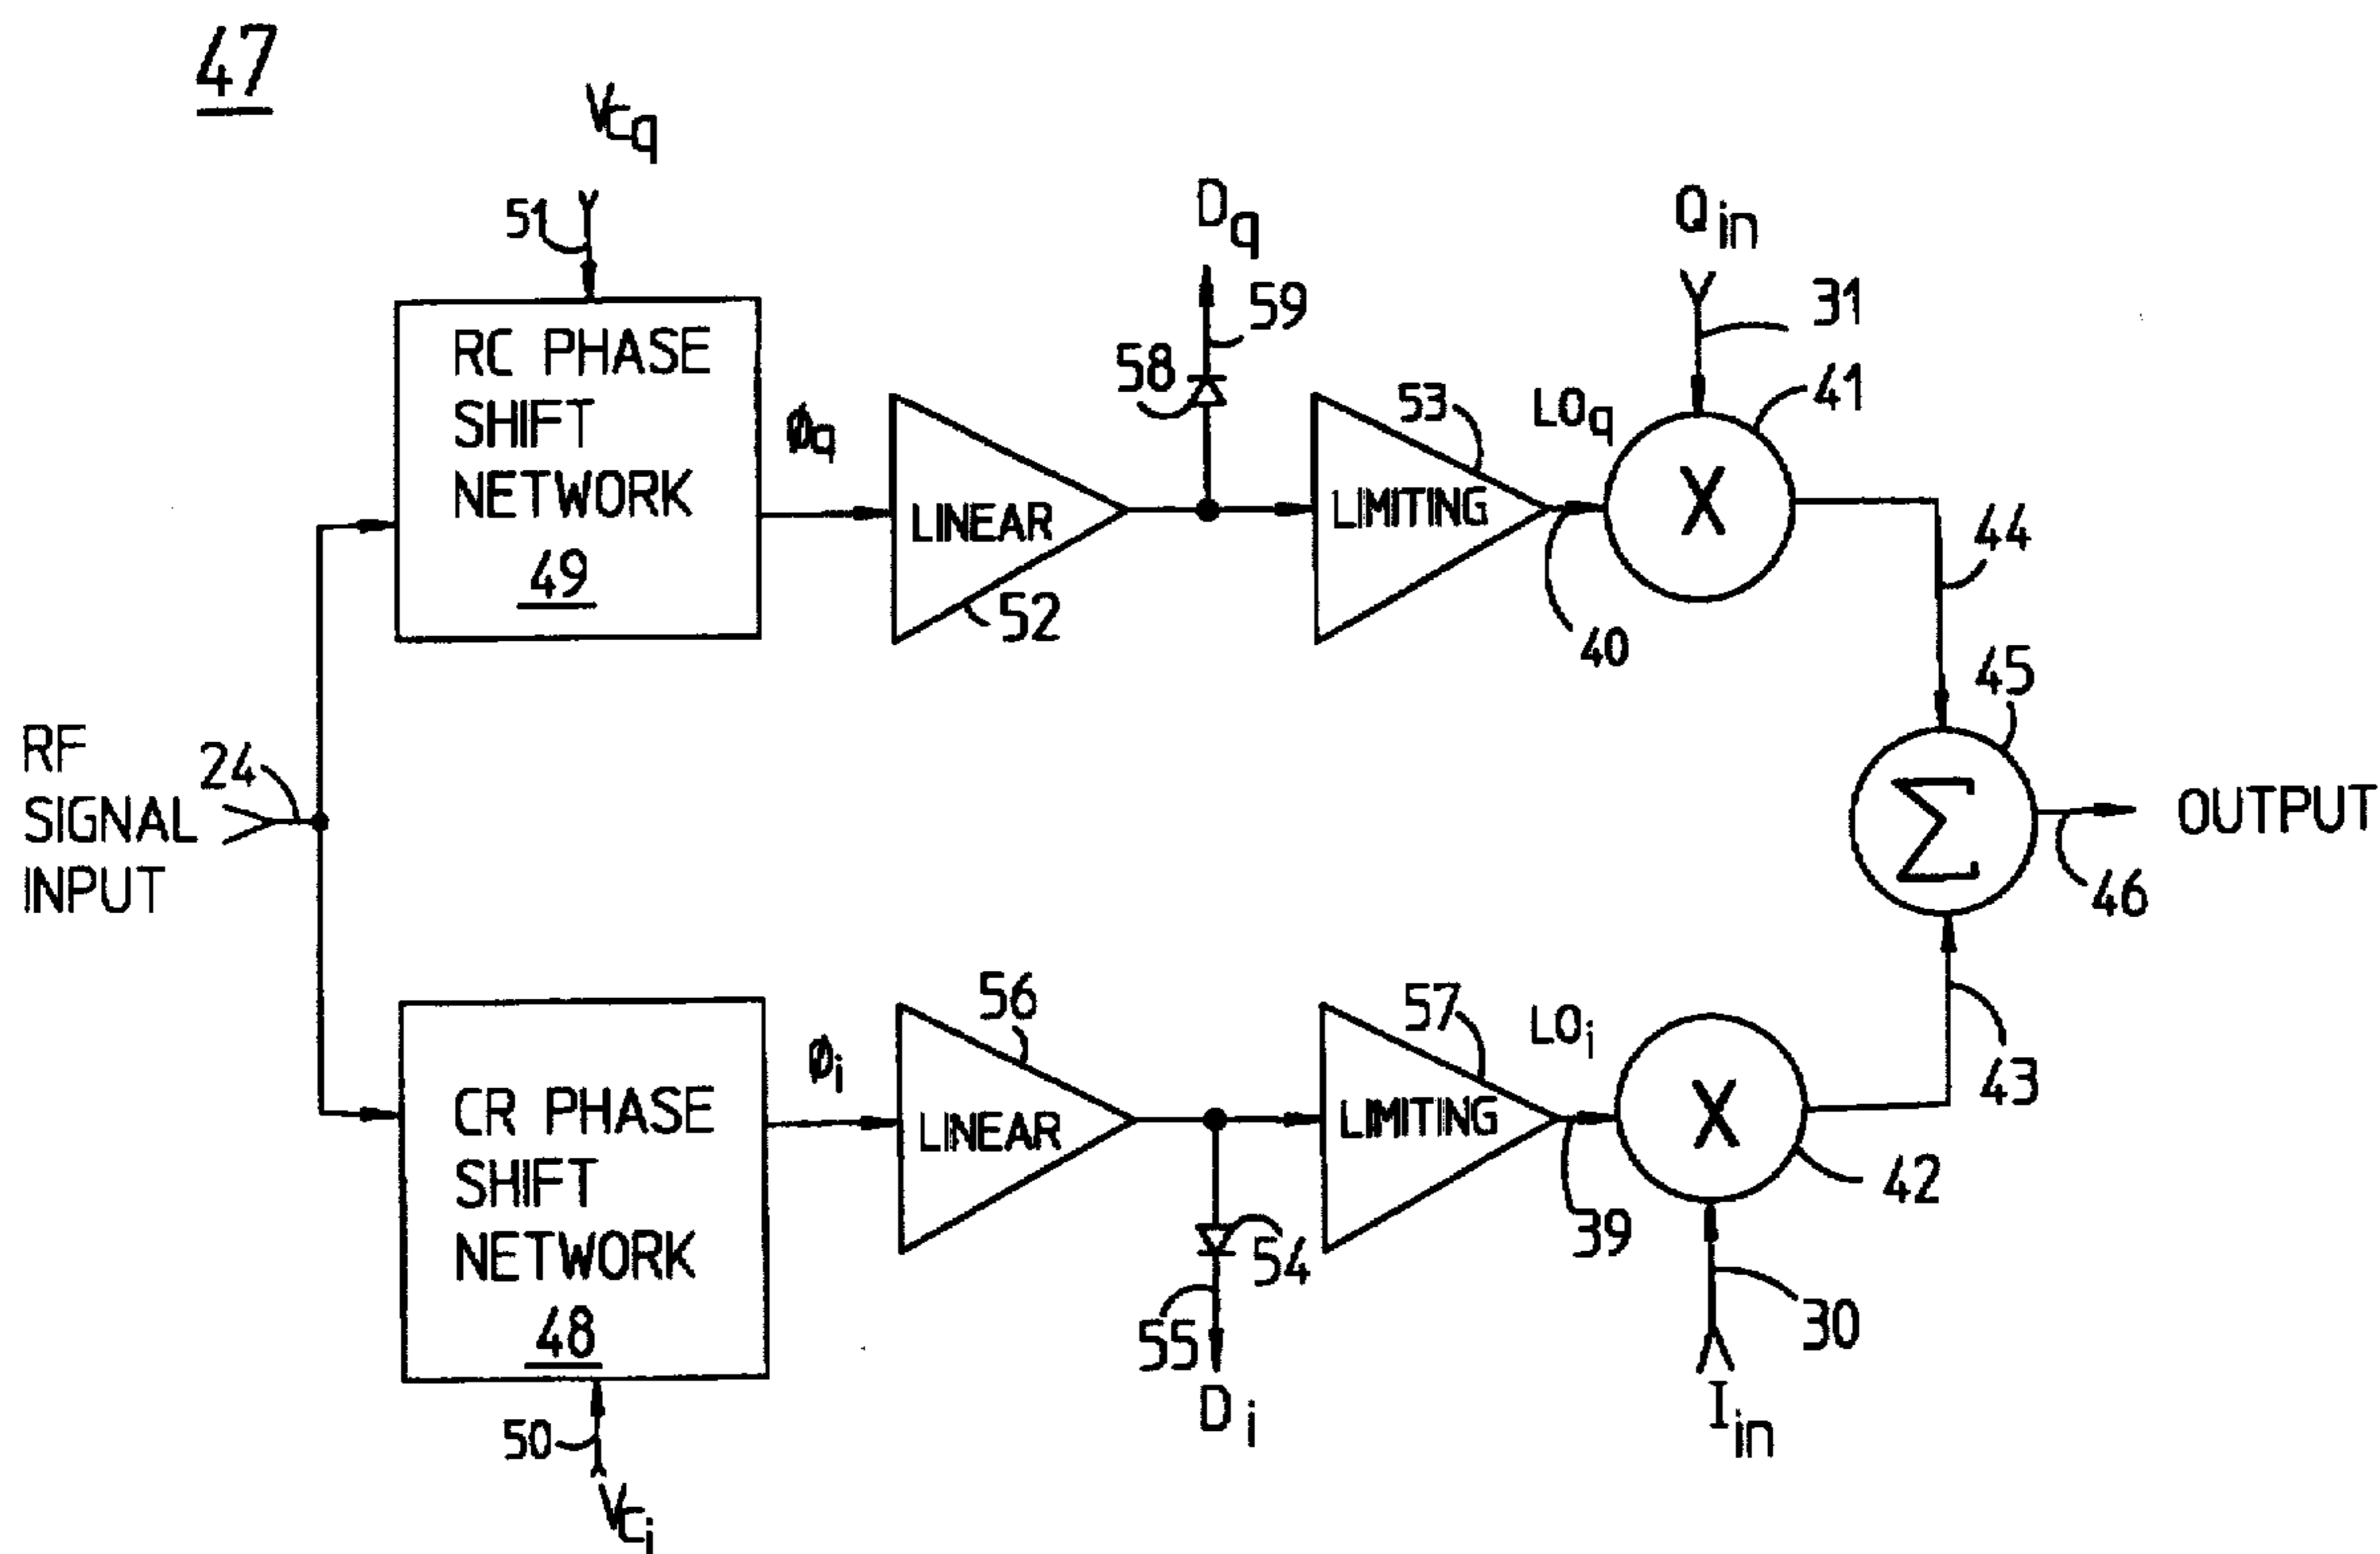 47
Vcq
51
RC PHASE
SHIFT
NETWORK
49
Øq
LINEAR
52
Dq
59
58
LIMITING
53
LOq
40
Qin
31
41
X
44
45
RF
SIGNAL
INPUT
24
Σ
OUTPUT
46
CR PHASE
SHIFT
NETWORK
48
50
Vci
Øi
56
LINEAR
54
55
Di
57
LIMITING
LOi
39
X
42
43
30
Iin